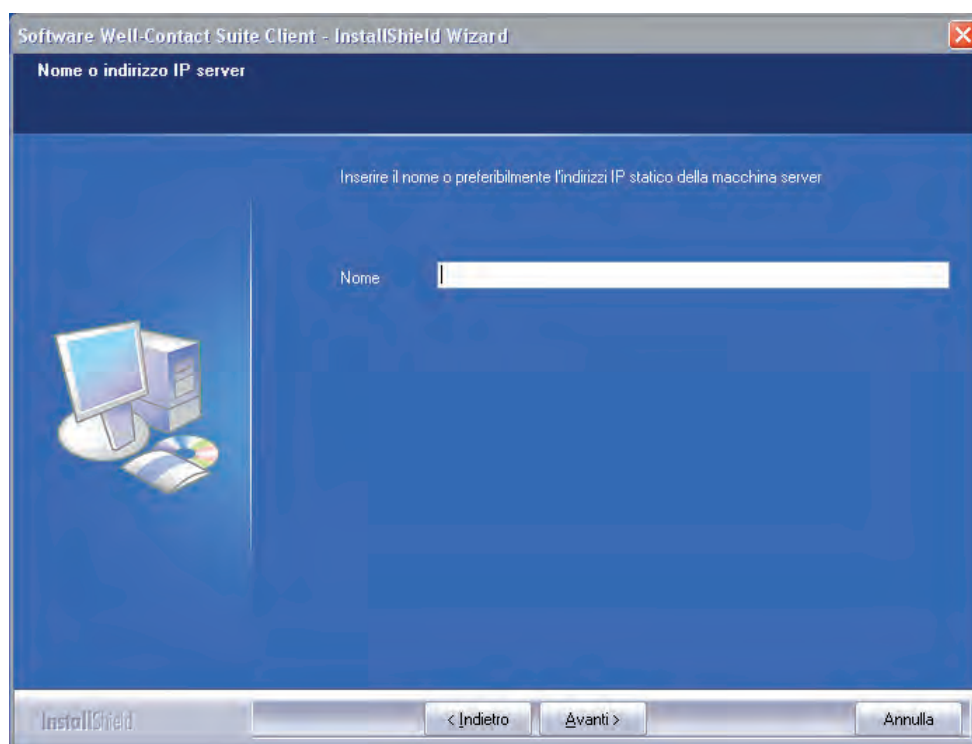 Software Well-Contact Suite Client - InstallShield Wizard
Nome o indirizzo IP server
Inserire il nome o preferibilmente l'indirizzi IP statico della macchina server
Nome
InstallShield
< Indietro
Avanti >
Annulla